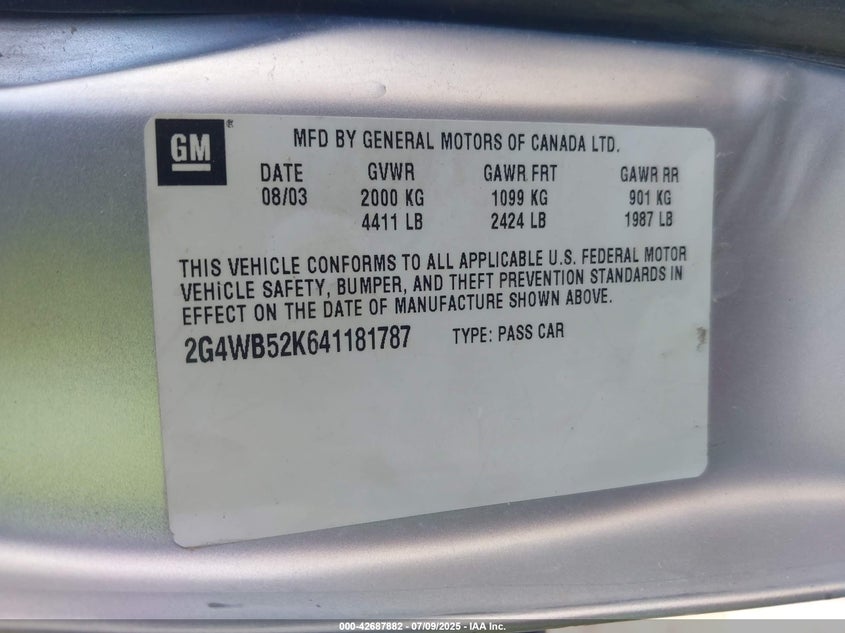 GM®
MFD BY GENERAL MOTORS OF CANADA LTD.
DATE GVWR GAWR FRT GAWR RR
08/03 2000 KG 1099 KG 901 KG
4411 LB 2424 LB 1987 LB
THIS VEHICLE CONFORMS TO ALL APPLICABLE U.S. FEDERAL MOTOR
VEHICLE SAFETY, BUMPER, AND THEFT PREVENTION STANDARDS IN
EFFECT ON THE DATE OF MANUFACTURE SHOWN ABOVE.
2G4WB52K641181787 TYPE: PASS CAR
000-42687882 - 07/09/2025 - IAA Inc.